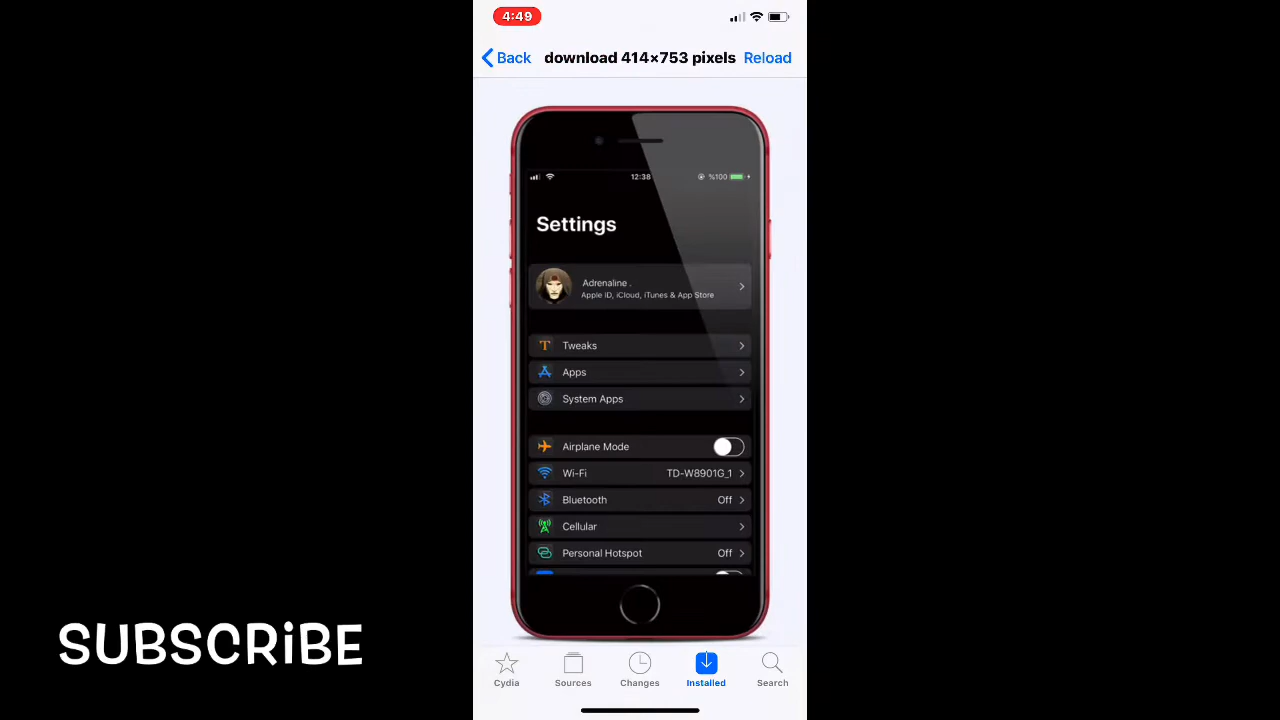 4:49
Back download 414×753 pixels Reload
12:38 %100
Settings
Adrenaline .
Apple ID, iCloud, iTunes & App Store
Tweaks
Apps
System Apps
Airplane Mode
Wi-Fi TD-W8901G_1
Bluetooth Off
Cellular
Personal Hotspot Off
SUBSCRiBE
Cydia Sources Changes Installed Search